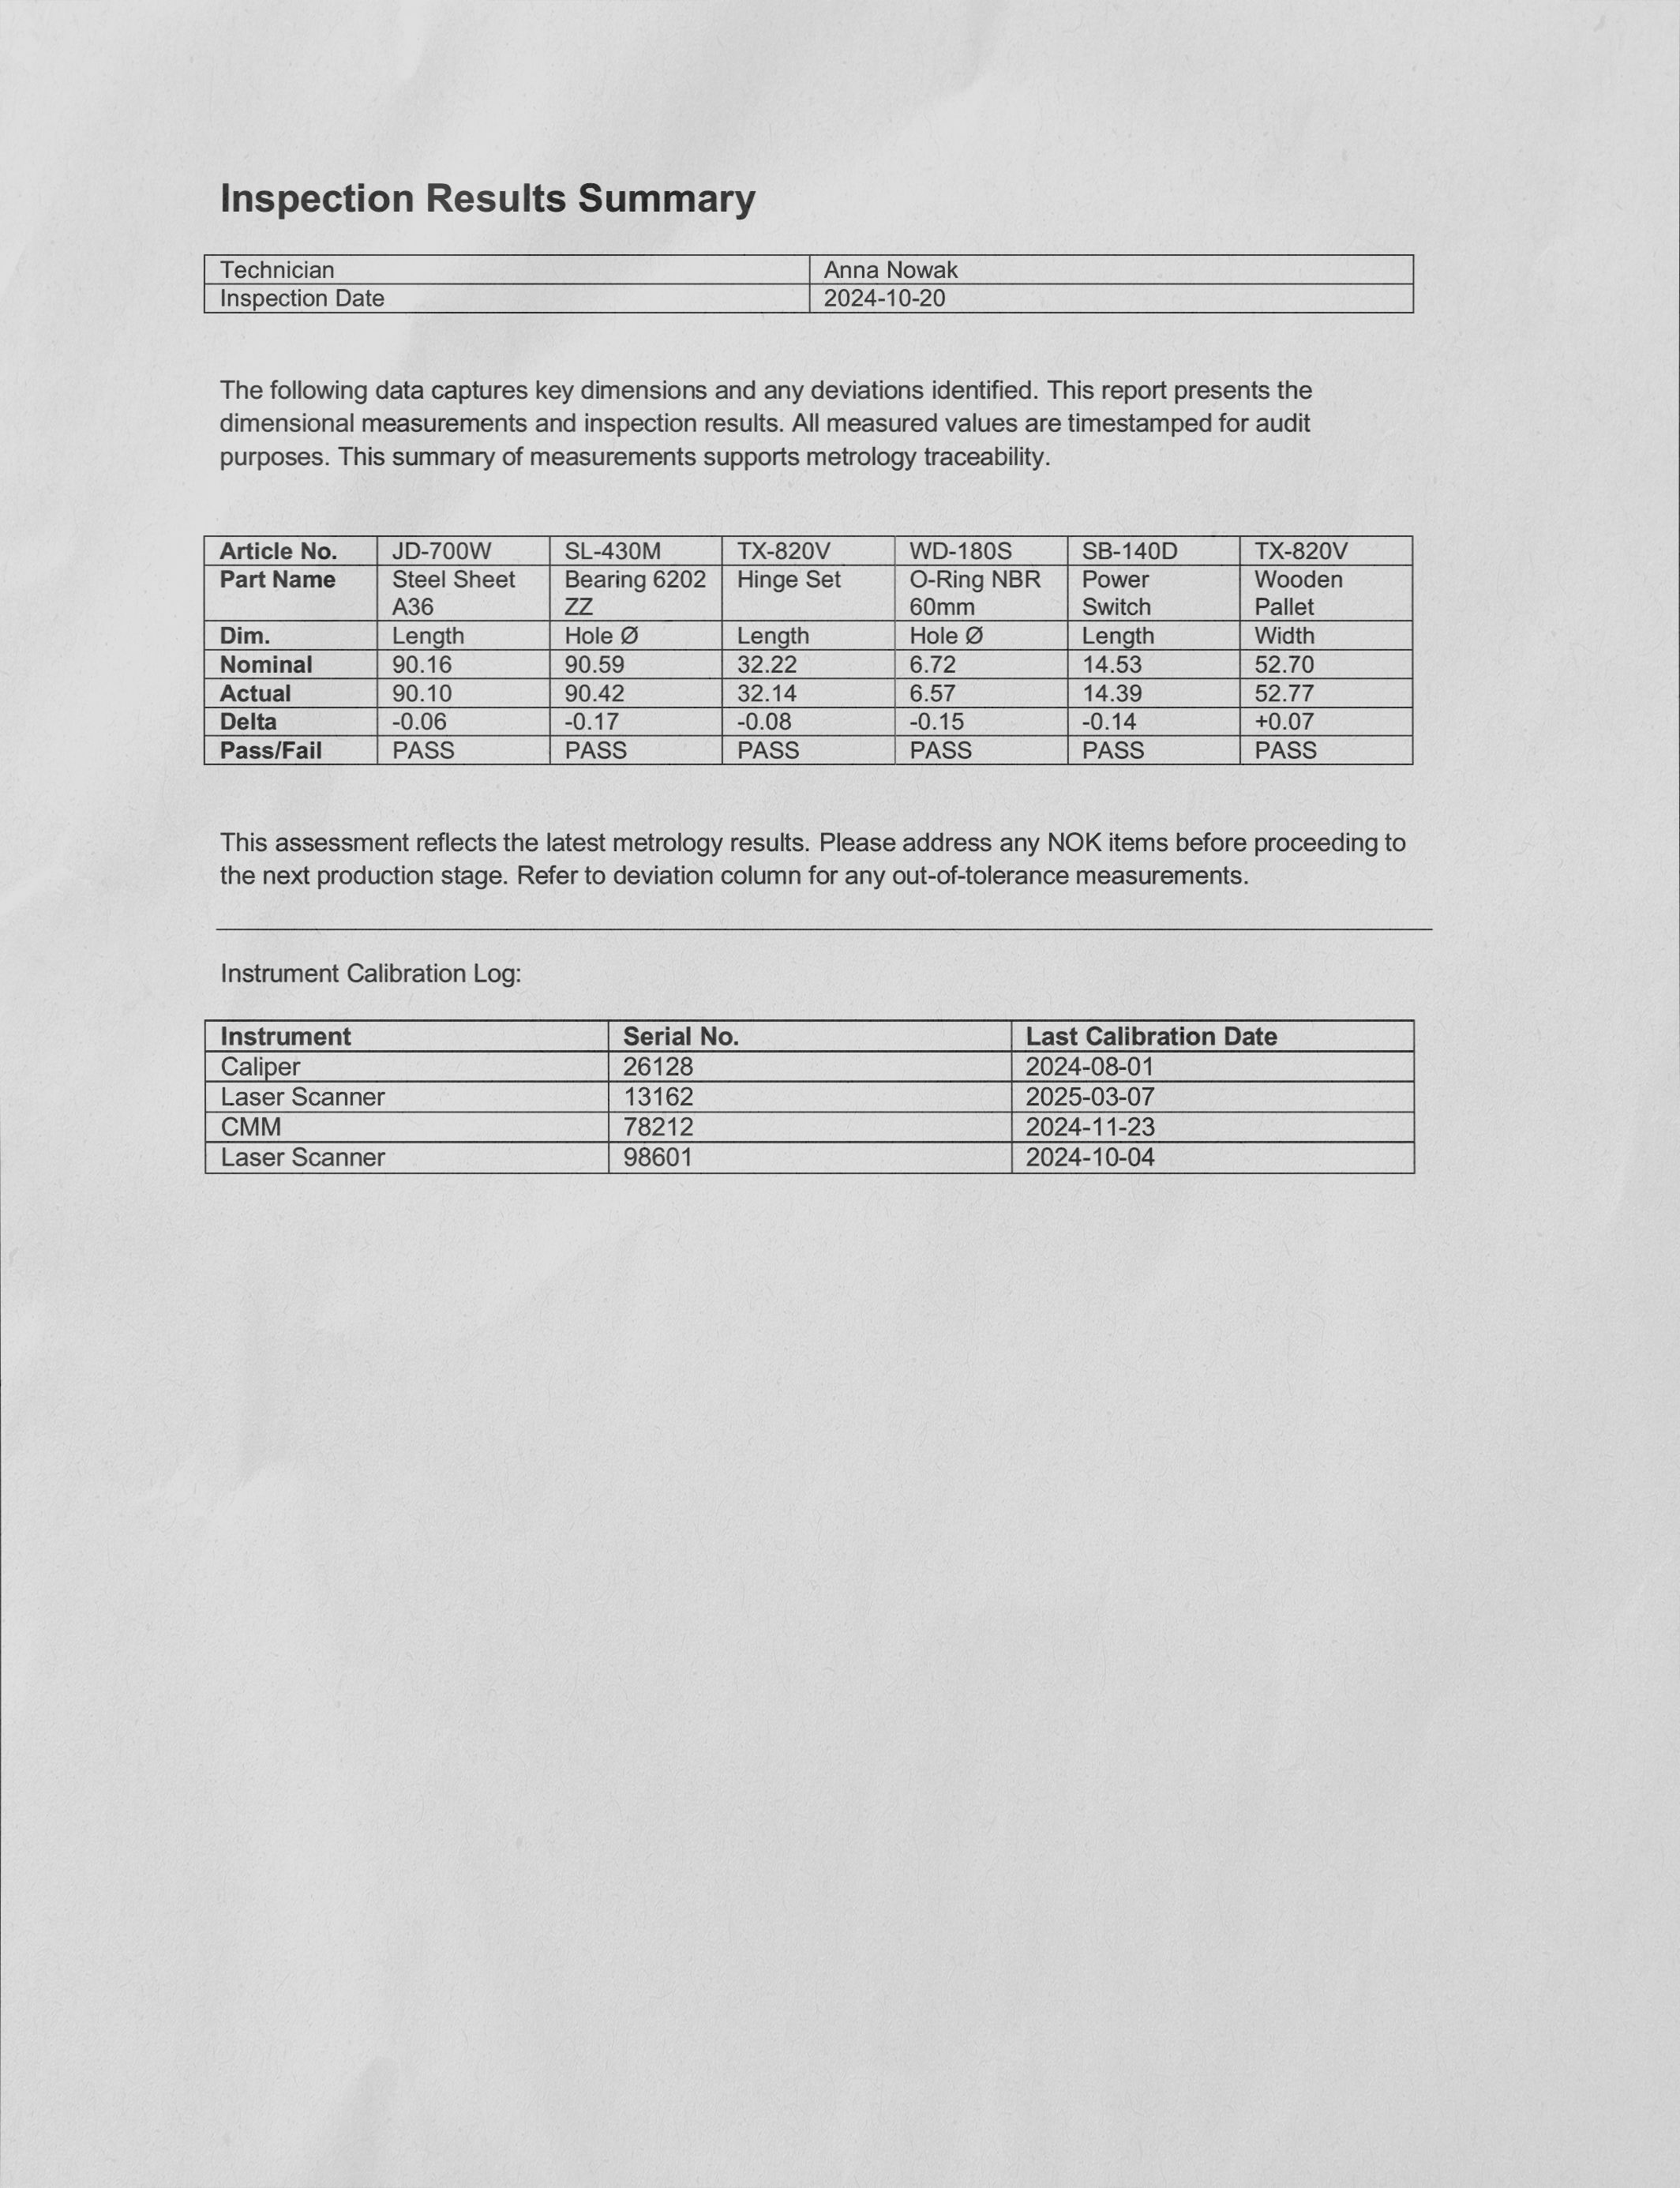 Inspection Results Summary
Technician Anna Nowak
Inspection Date 2024-10-20
The following data captures key dimensions and any deviations identified. This report presents the
dimensional measurements and inspection results. All measured values are timestamped for audit
purposes. This summary of measurements supports metrology traceability.
Article No. JD-700W SL-430M TX-820V WD-180S SB-140D TX-820V
Part Name Steel Sheet Bearing 6202 Hinge Set O-Ring NBR Power Wooden
A36 ZZ 60mm Switch Pallet
Dim. Length Hole Ø Length Hole Ø Length Width
Nominal 90.16 90.59 32.22 6.72 14.53 52.70
Actual 90.10 90.42 32.14 6.57 14.39 52.77
Delta -0.06 -0.17 -0.08 -0.15 -0.14 +0.07
Pass/Fail PASS PASS PASS PASS PASS PASS
This assessment reflects the latest metrology results. Please address any NOK items before proceeding to
the next production stage. Refer to deviation column for any out-of-tolerance measurements.
Instrument Calibration Log:
Instrument Serial No. Last Calibration Date
Caliper 26128 2024-08-01
Laser Scanner 13162 2025-03-07
CMM 78212 2024-11-23
Laser Scanner 98601 2024-10-04